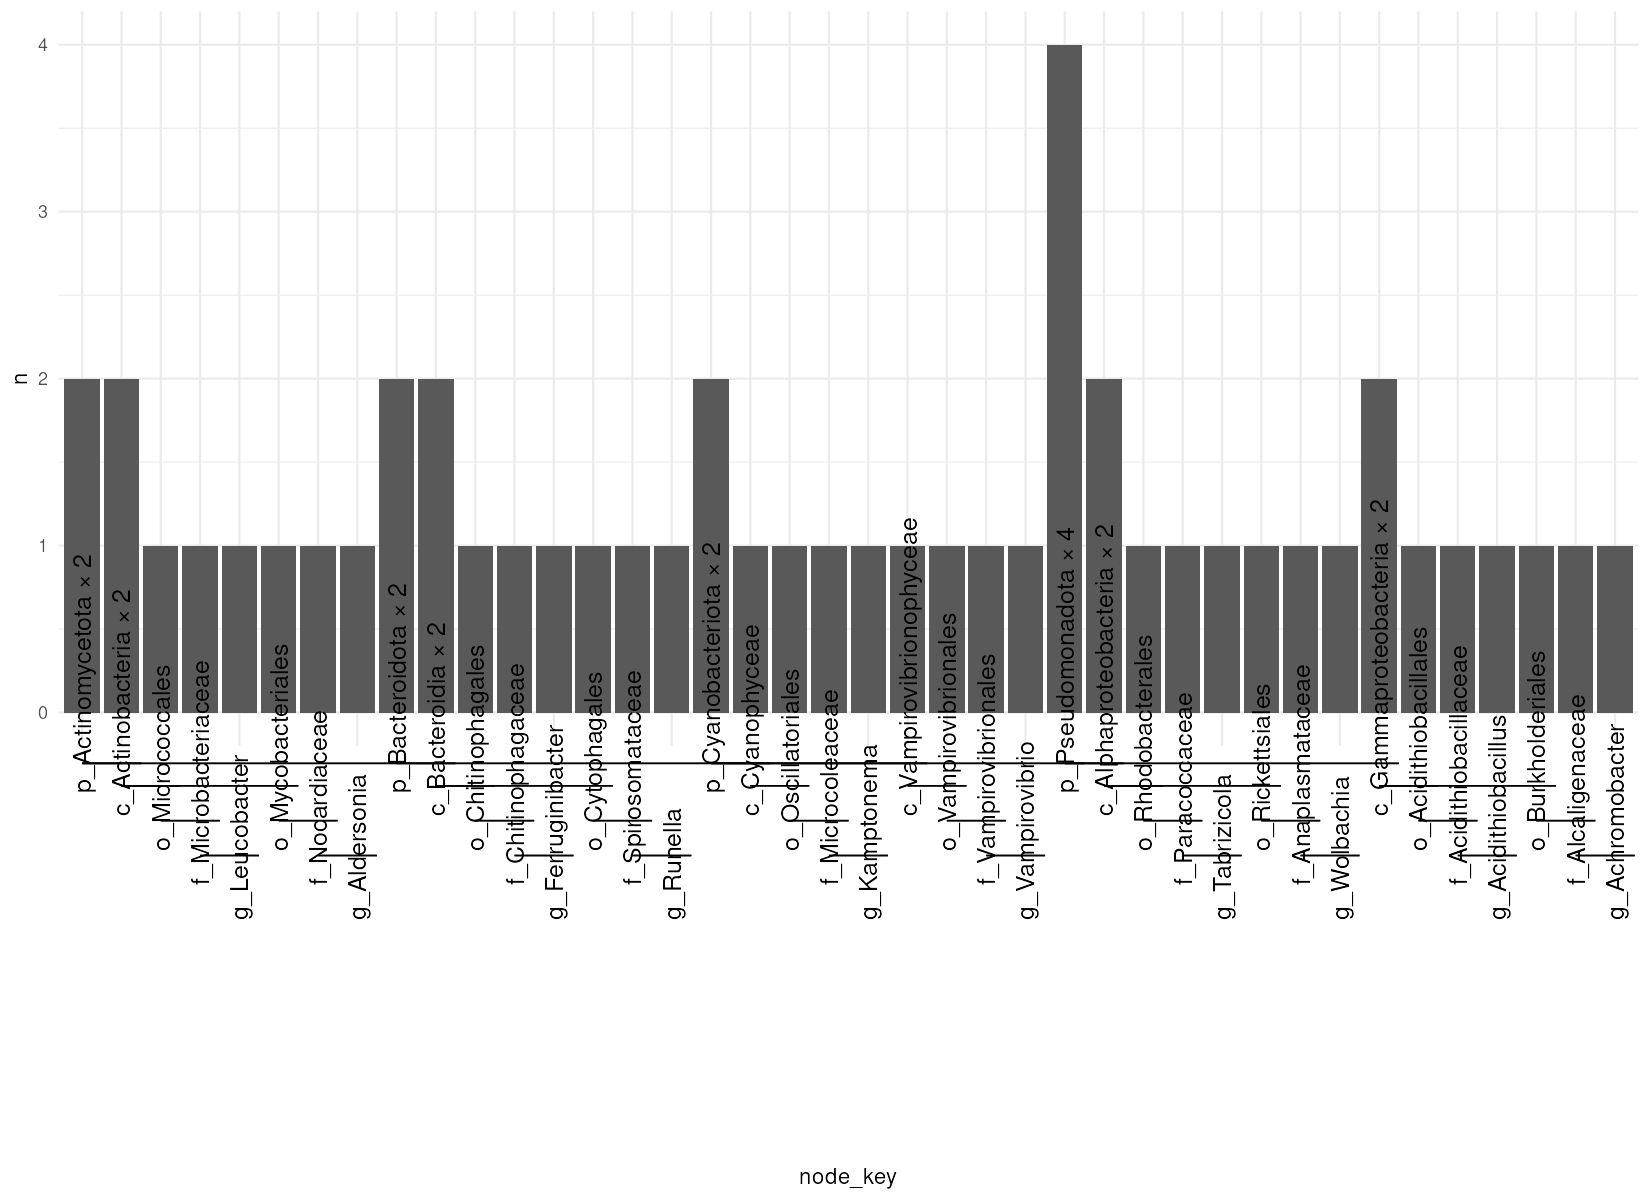 4
3
2
1
0
n
p_Actinomycetota × 2
c_Actinobacteria × 2
o_Micrococcales
f_Microbacteriaceae
g_Leucobacter
o_Mycobacteriales
f_Nocardiaceae
g_Aldersonia
p_Bacteroidota × 2
c_Bacteroidia × 2
o_Chitinophagales
f_Chitinophagaceae
g_Ferruginibacter
o_Cytophagales
f_Spirosomataceae
g_Runella
p_Cyanobacteriota × 2
c_Cyanophyceae
o_Oscillatoriales
f_Microcoleaceae
g_Kamptonema
c_Vampirovibrionophyceae
o_Vampirovibrionales
f_Vampirovibrionales
g_Vampirovibrio
p_Pseudomonadota × 4
c_Alphaproteobacteria × 2
o_Rhodobacterales
f_Paracoccaceae
g_Tabrizicola
o_Rickettsiales
f_Anaplasmataceae
g_Wolbachia
c_Gammaproteobacteria × 2
o_Acidithiobacillales
f_Acidithiobacillaceae
g_Acidithiobacillus
o_Burkholderiales
f_Alcaligenaceae
g_Achromobacter
node_key